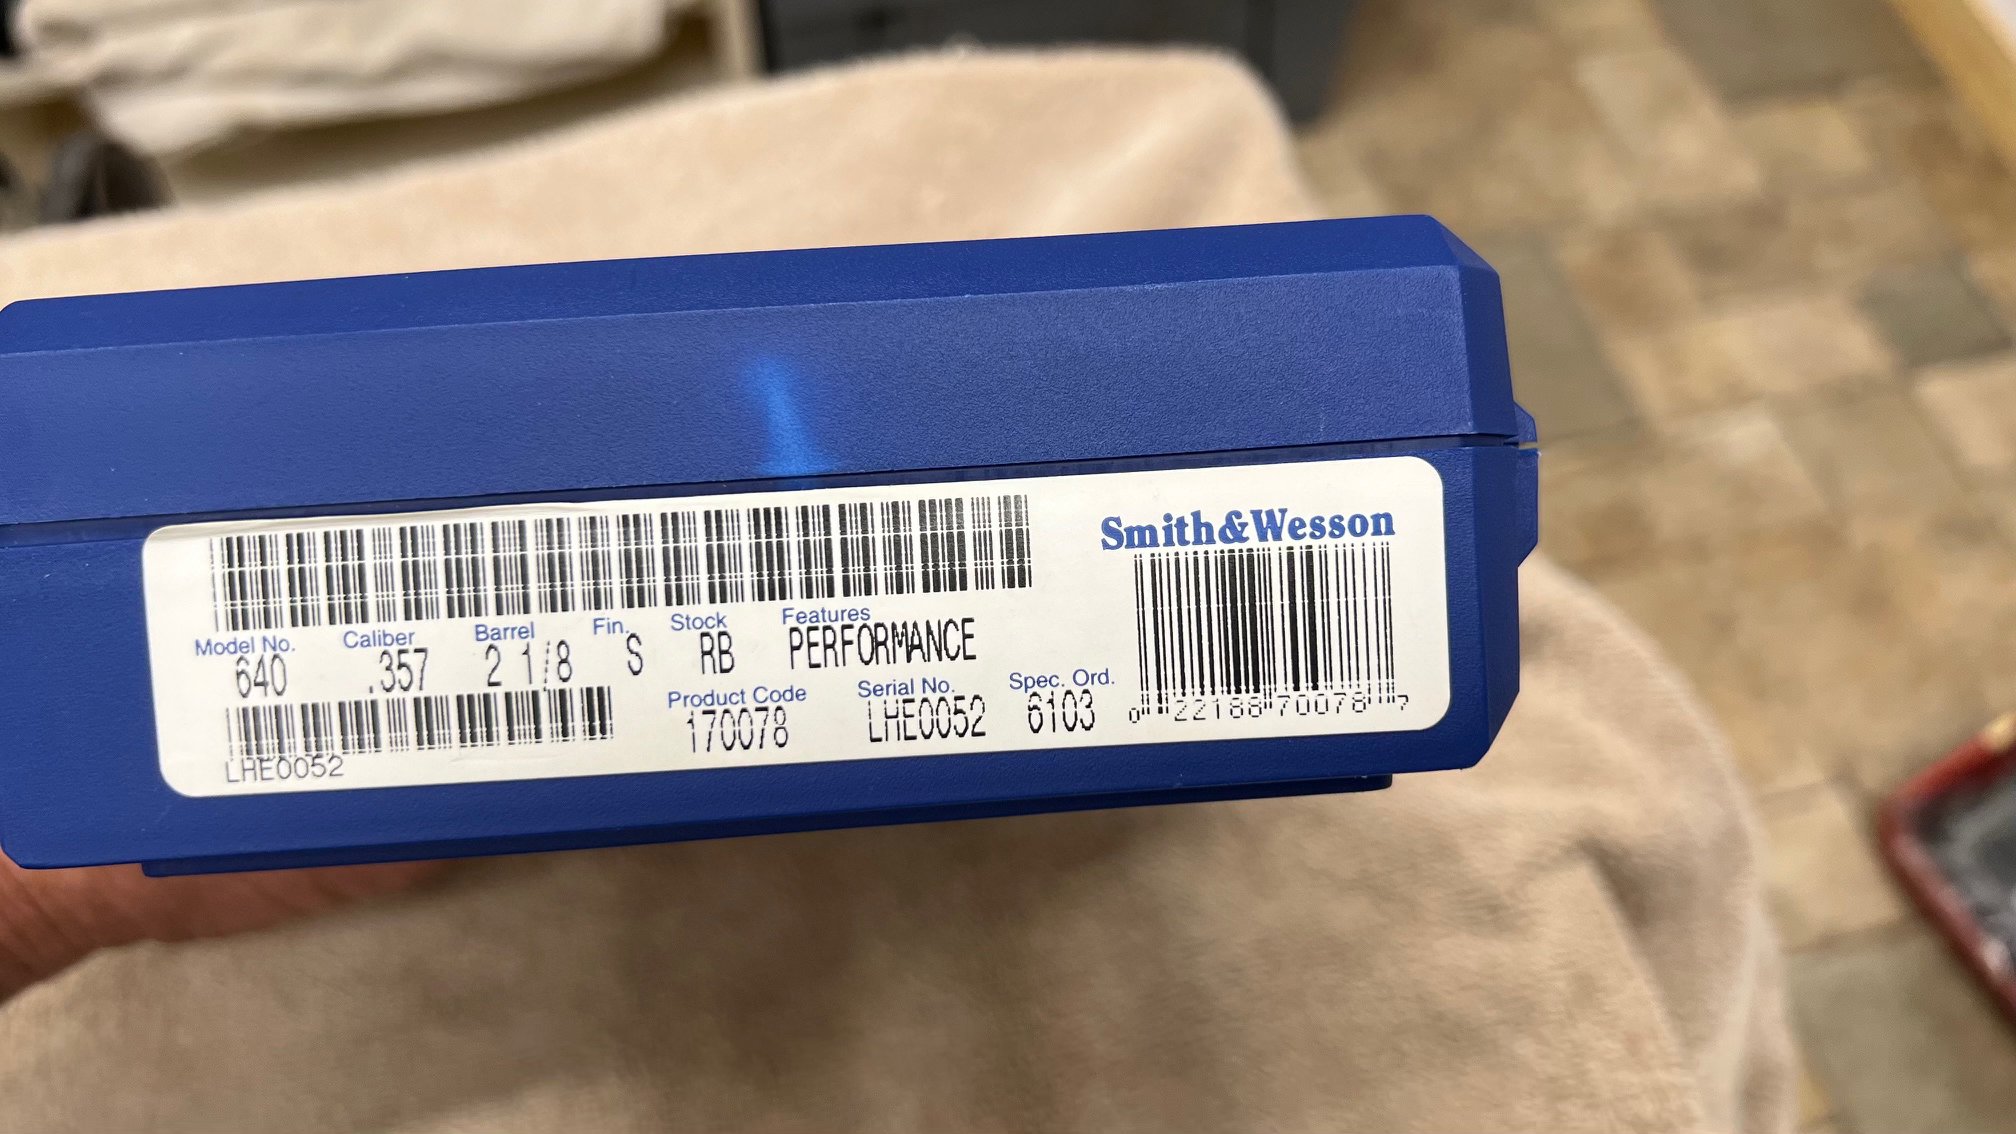 Smith&Wesson
Model No. Caliber Barrel Fin. Stock Features
640 .357 2 1/8 S RB PERFORMANCE
Product Code Serial No. Spec. Ord.
170078 LHE0052 6103
0 22188 70078 7
LHE0052